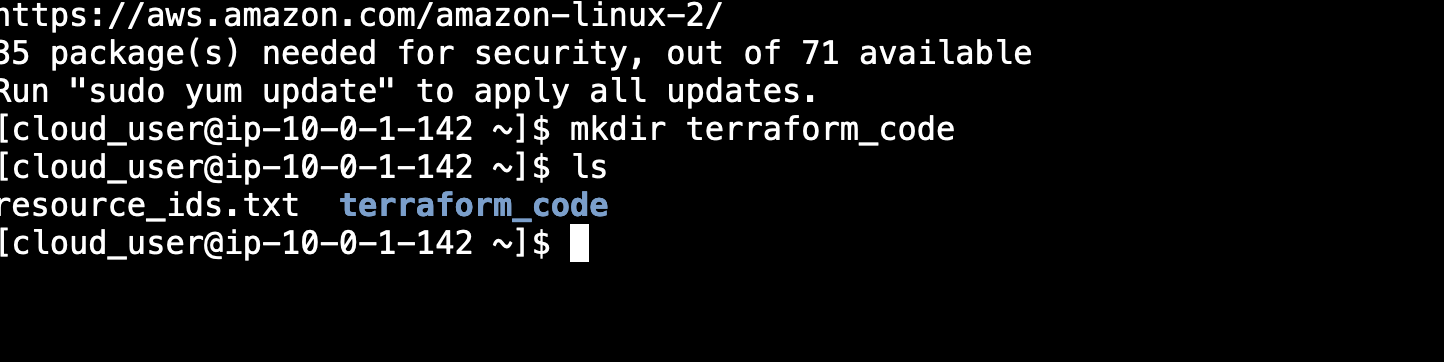 https://aws.amazon.com/amazon-linux-2/
35 package(s) needed for security, out of 71 available
Run "sudo yum update" to apply all updates.
[cloud_user@ip-10-0-1-142 ~]$ mkdir terraform_code
[cloud_user@ip-10-0-1-142 ~]$ ls
resource_ids.txt  terraform_code
[cloud_user@ip-10-0-1-142 ~]$